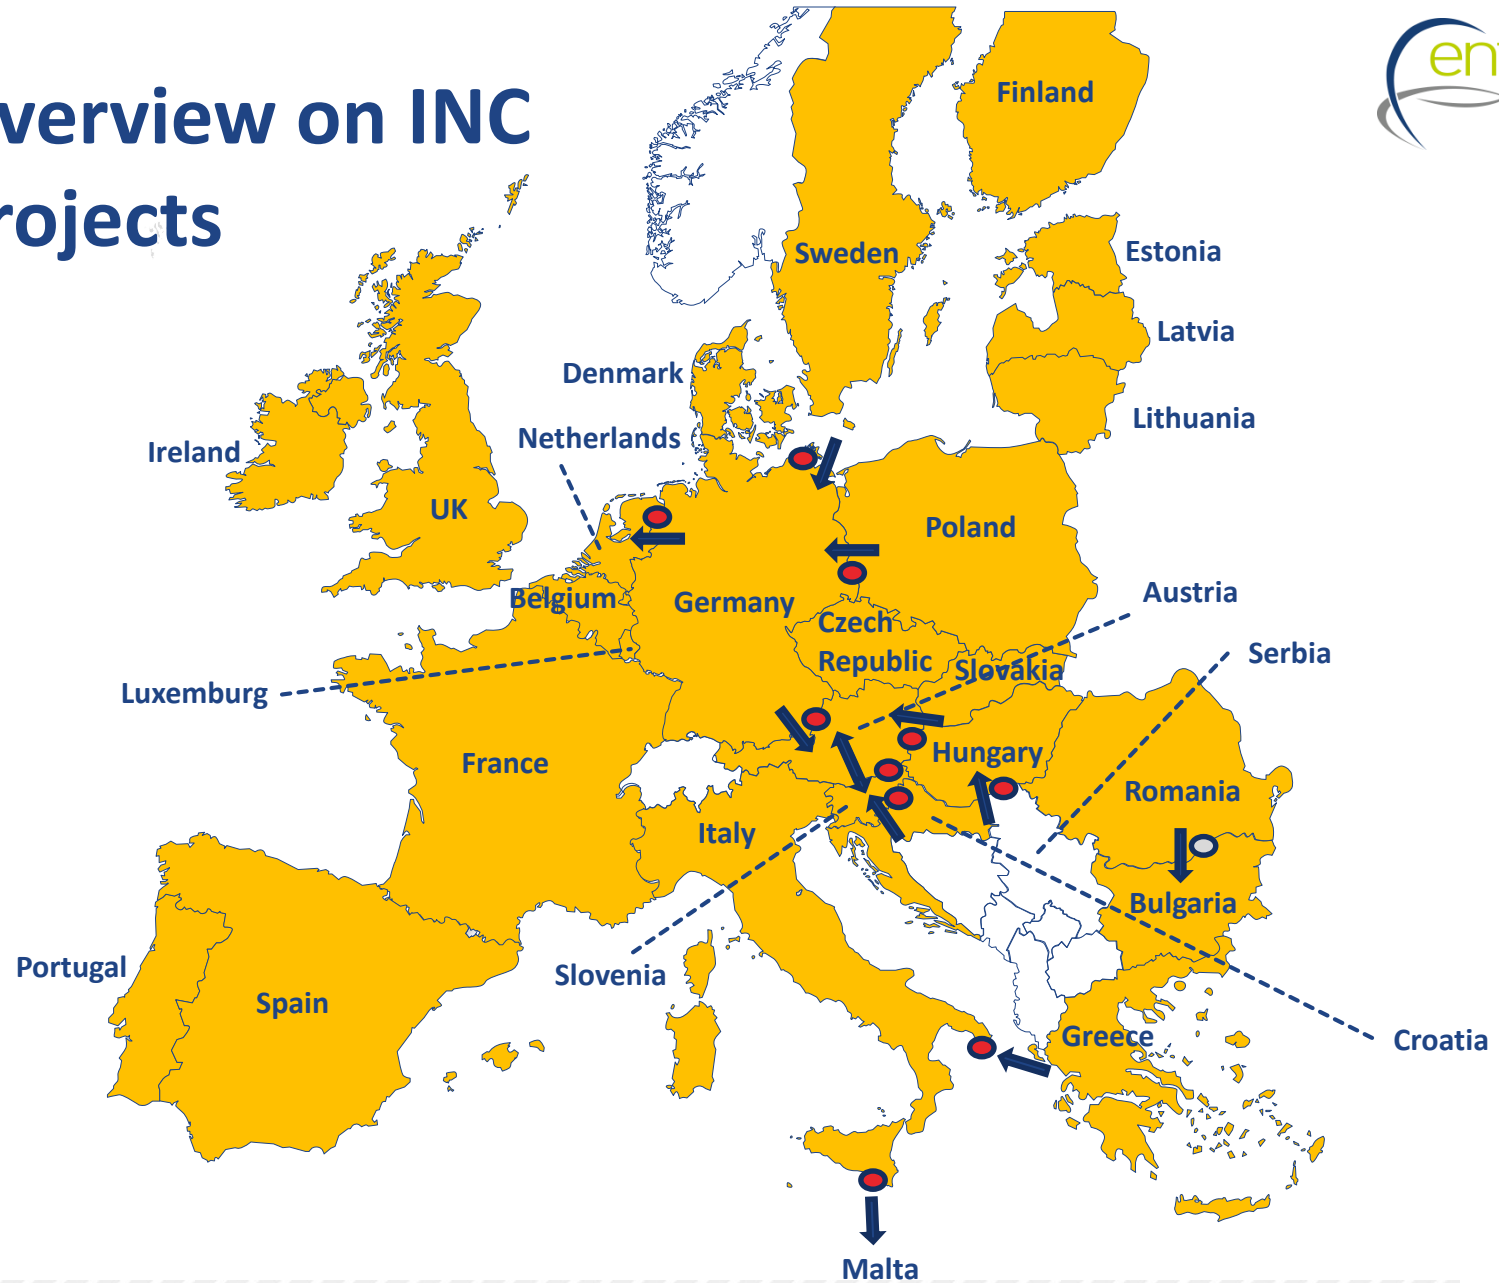 verview on INC
rojects
ent
Finland
Sweden
Estonia
Latvia
Denmark
Lithuania
Netherlands
Ireland
UK
Poland
Austria
Belgium
Germany
Czech
Republic
Serbia
Slovakia
Luxemburg
Hungary
France
Romania
Italy
Bulgaria
Portugal
Slovenia
Spain
Greece
Croatia
Malta